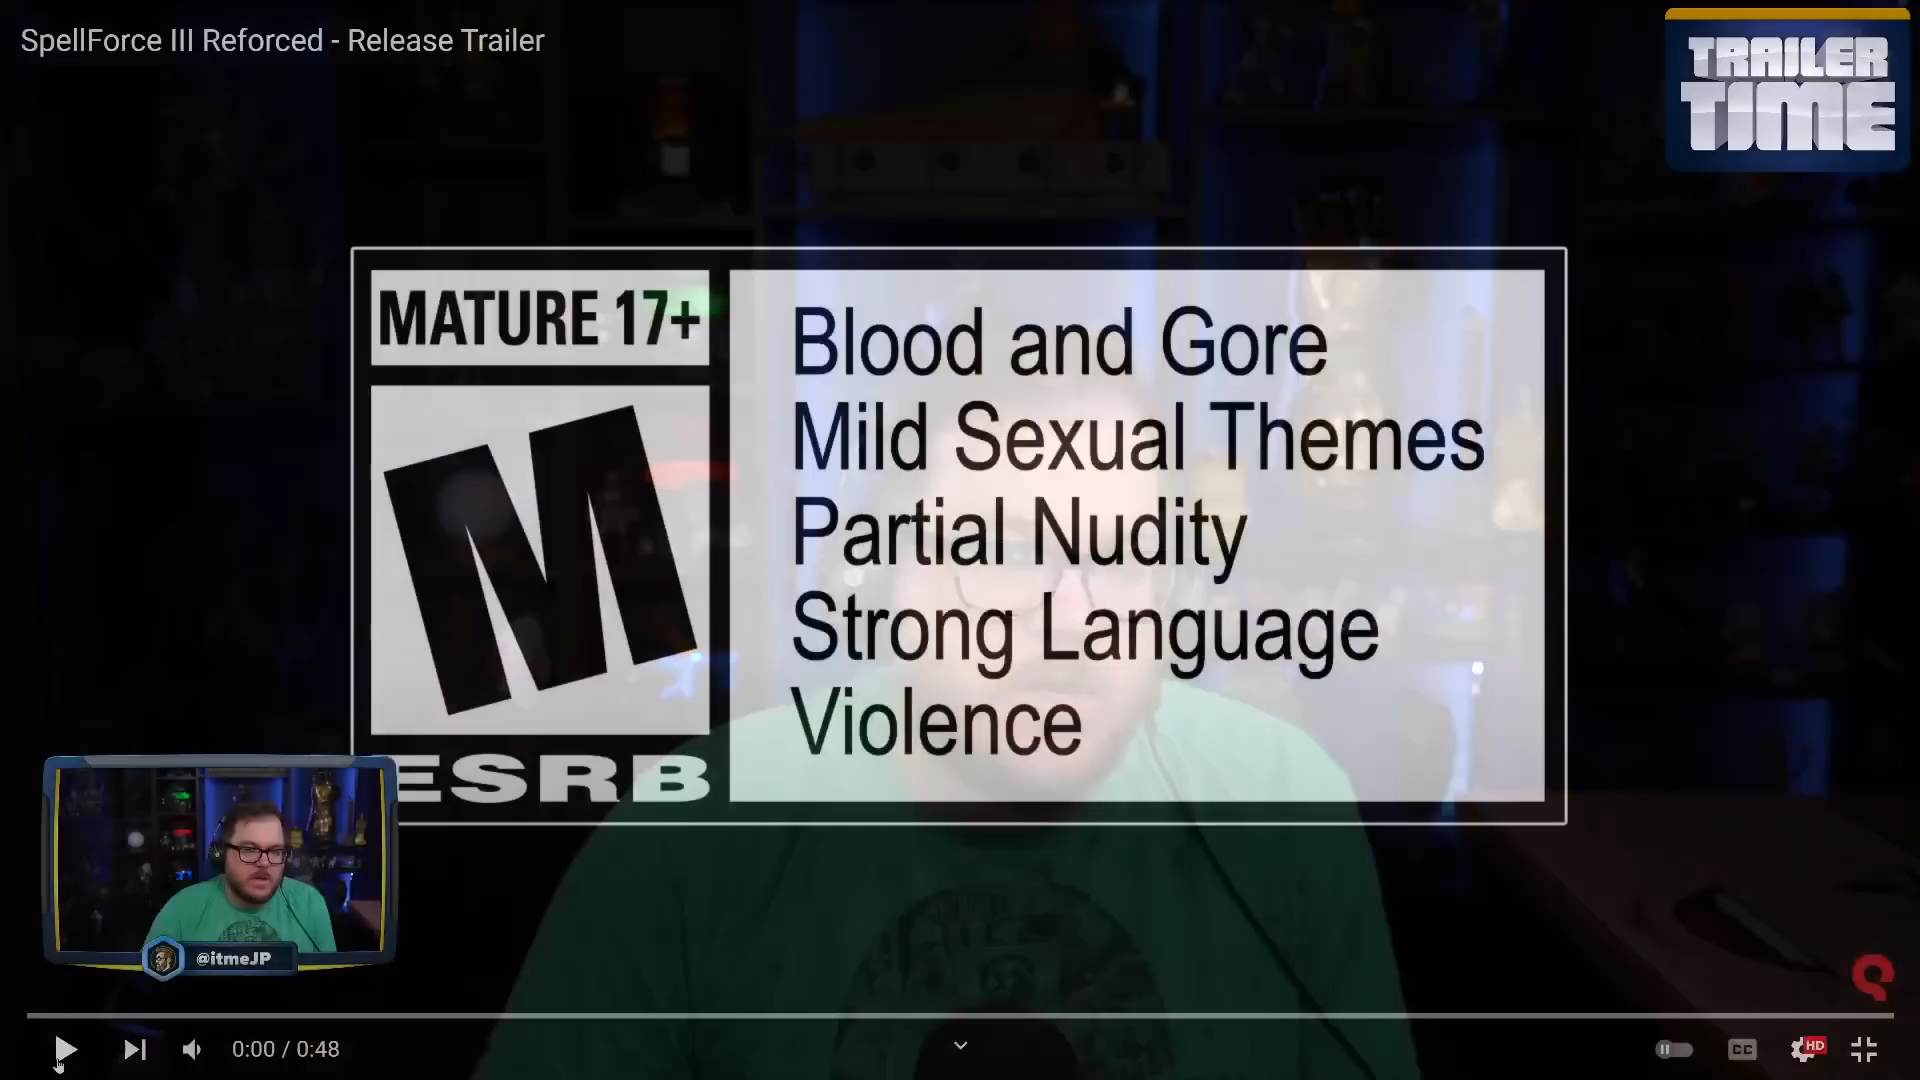 SpellForce III Reforced - Release Trailer
TRAILER
TIME
MATURE 17+
M
ESRB
Blood and Gore
Mild Sexual Themes
Partial Nudity
Strong Language
Violence
@itmeJP
0:00 / 0:48
CC
HD